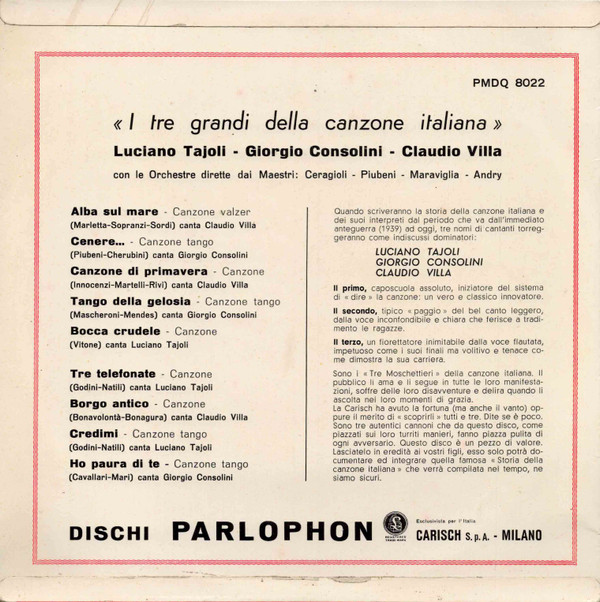 PMDQ 8022
« I tre grandi della canzone italiana »
Luciano Tajoli - Giorgio Consolini - Claudio Villa
con le Orchestre dirette dai Maestri: Ceragioli - Piubeni - Maraviglia - Andry
Alba sul mare - Canzone valzer
(Marletta-Sopranzi-Sordi) canta Claudio Villa
Cenere... - Canzone tango
(Piubeni-Cherubini) canta Giorgio Consolini
Canzone di primavera - Canzone
(Innocenzi-Martelli-Rivi) canta Claudio Villa
Tango della gelosia - Canzone tango
(Mascheroni-Mendes) canta Giorgio Consolini
Bocca crudele - Canzone
(Vitone) canta Luciano Tajoli
Tre telefonate - Canzone
(Godini-Natili) canta Luciano Tajoli
Borgo antico - Canzone
(Bonavolontà-Bonagura) canta Claudio Villa
Credimi - Canzone tango
(Godini-Natili) canta Luciano Tajoli
Ho paura di te - Canzone tango
(Cavallari-Mari) canta Giorgio Consolini
Quando scriveranno la storia della canzone italiana e
dei suoi interpreti dal periodo che va dall'immediato
anteguerra (1939) ad oggi, tre nomi di cantanti torreg-
geranno come indiscussi dominatori:
LUCIANO TAJOLI
GIORGIO CONSOLINI
CLAUDIO VILLA
Il primo, caposcuola assoluto, iniziatore del sistema
di « dire » la canzone: un vero e classico innovatore.
Il secondo, tipico « paggio » del bel canto leggero,
dalla voce inconfondibile e chiara che ferisce a tradi-
mento le ragazze.
Il terzo, un fiorettatore inimitabile dalla voce flautata,
impetuoso come i suoi finali ma volitivo e tenace co-
me dimostra la sua carriera.
Sono i « Tre Moschettieri » della canzone italiana. Il
pubblico li ama e li segue in tutte le loro manifesta-
zioni, soffre delle loro disavventure e delira quando li
ascolta nei loro momenti di grazia.
La Carisch ha avuto la fortuna (ma anche il vanto) op-
pure il merito di « scoprirli » tutti e tre. Dite se è poco.
Sono tre autentici cannoni che da questo disco, come
piazzati sui loro turriti manieri, fanno piazza pulita di
ogni avversario. Questo disco è un pezzo di valore.
Lasciatelo in eredità ai vostri figli, esso solo potrà do-
cumentare ed integrare quella famosa « Storia della
canzone italiana » che verrà compilata nel tempo, ne
siamo sicuri.
DISCHI PARLOPHON
Esclusivista per l'Italia
CARISCH S.p.A. - MILANO